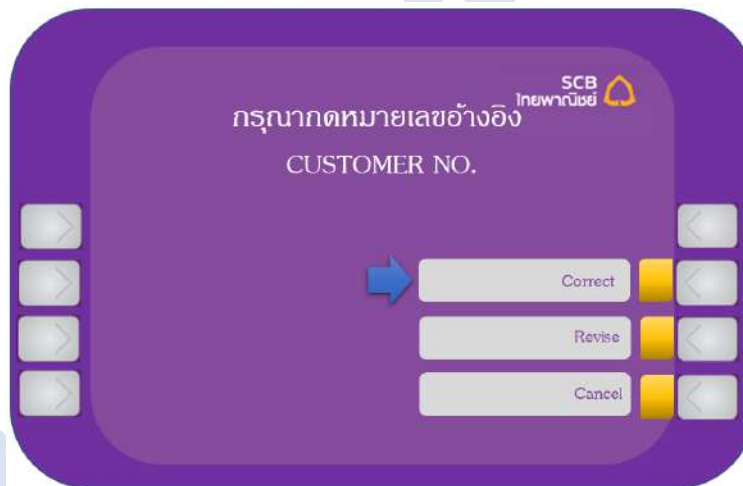 SCB
ไทยพาณิชย์
กรุณากดหมายเลขอ้างอิง
CUSTOMER NO.
Correct
Revise
Cancel